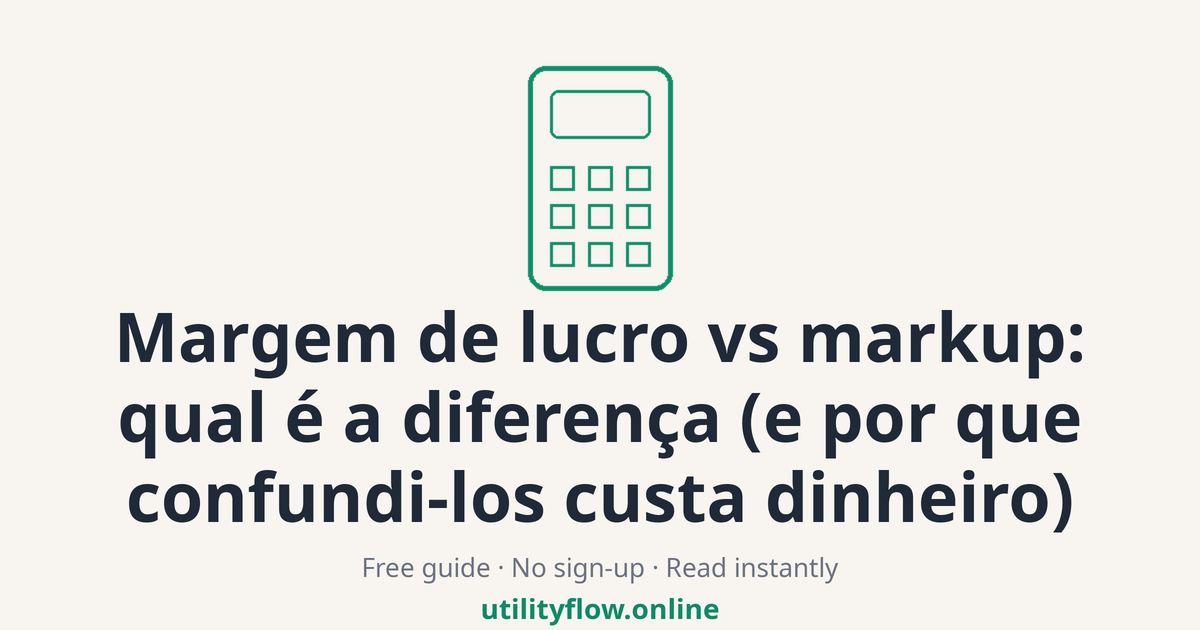 Margem de lucro vs markup:
qual é a diferença (e por que
confundi-los custa dinheiro)
Free guide · No sign-up · Read instantly
utilityflow.online